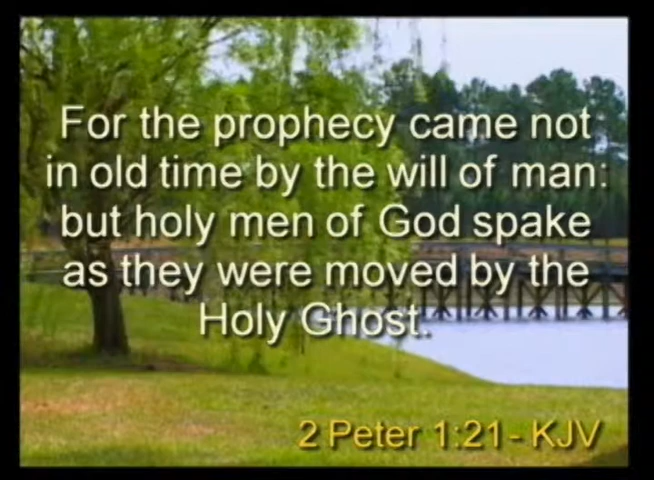 For the prophecy came not
in old time by the will of man:
but holy men of God spake
as they were moved by the
Holy Ghost.
2 Peter 1:21 - KJV